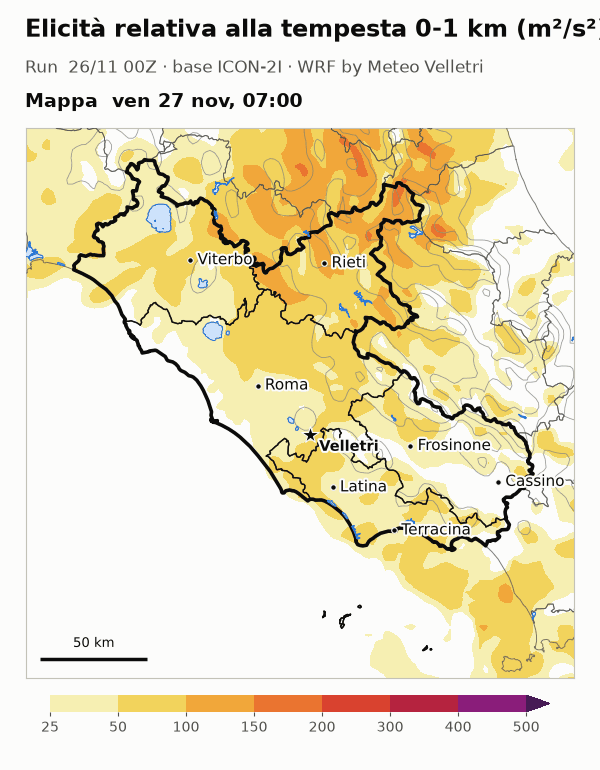 Elicità relativa alla tempesta 0-1 km (m²/s²)
Run  26/11 00Z · base ICON-2I · WRF by Meteo Velletri
Mappa  ven 27 nov, 07:00
Viterbo
Rieti
Roma
Velletri
Frosinone
Cassino
Latina
Terracina
50 km
25 50 100 150 200 300 400 500